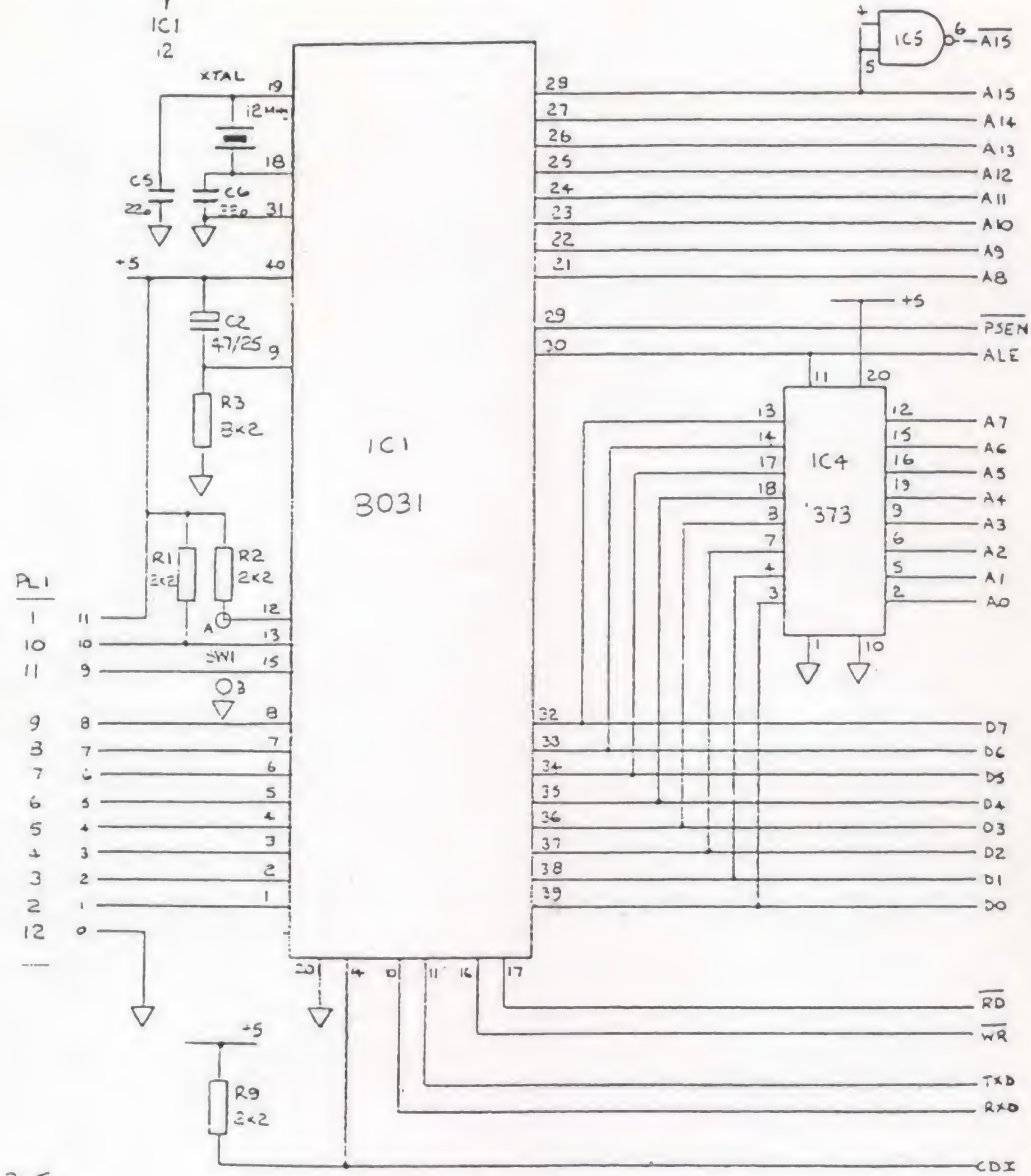 IC1
12
XTAL
19
12MHz
18
C5
22p
C6
22p
31
+5
40
C2
47/25
9
R3
8k2
R1
2k2
R2
2k2
12
A
13
SW1
15
B
PL1
1 11
10 10
11 9
9 8 8
8 7 7
7 6 6
6 5 5
5 4 4
4 3 3
3 2 2
2 1 1
12 0
IC1
8031
4
5
IC5
6
A15
28 A15
27 A14
26 A13
25 A12
24 A11
23 A10
22 A9
21 A8
+5
29 PSEN
30 ALE
11 20
13 12 A7
14 15 A6
17 16 A5
18 19 A4
8 9 A3
7 6 A2
4 5 A1
3 2 A0
IC4
'373
1 10
32 D7
33 D6
34 D5
35 D4
36 D3
37 D2
38 D1
39 D0
20 14 10 11 16 17
RD
WR
TXD
RXD
CDI
+5
R9
2k2